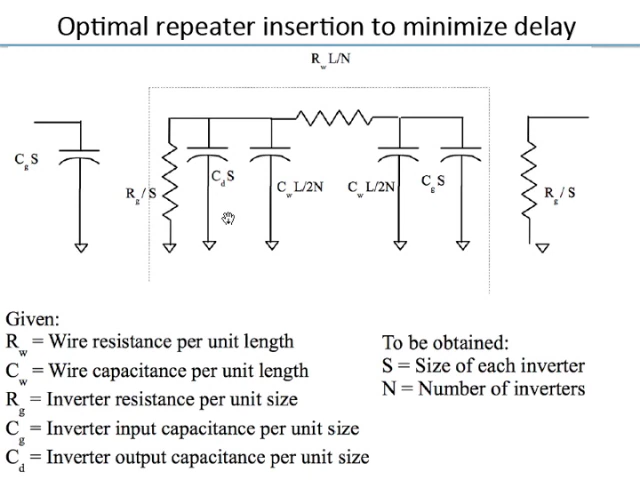 Optimal repeater insertion to minimize delay
R_w L/N
C_g S
R_g / S
C_d S
C_w L/2N
C_w L/2N
C_g S
R_g / S
Given:
R_w = Wire resistance per unit length
C_w = Wire capacitance per unit length
R_g = Inverter resistance per unit size
C_g = Inverter input capacitance per unit size
C_d = Inverter output capacitance per unit size
To be obtained:
S = Size of each inverter
N = Number of inverters